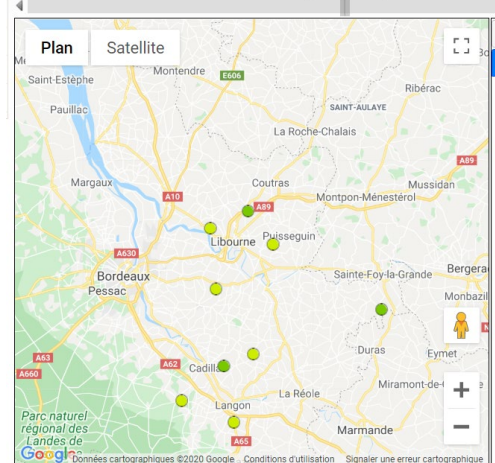 Plan Satellite
Montendre
E606
Saint-Estèphe
Ribérac
SAINT-AULAYE
Pauillac
La Roche-Chalais
A89
Margaux
Coutras
Mussidan
A10
Montpon-Ménestérol
A89
Libourne
Puisseguin
A630
Bordeaux
Sainte-Foy-la-Grande
Bergera
Pessac
Monbazil
A63
A660
A62
Cadill
Duras
Eymet
Miramont-de-
La Réole
Langon
Parc naturel
régional des
Landes de
Marmande
A65
Google
Données cartographiques ©2020 Google Conditions d'utilisation Signaler une erreur cartographique